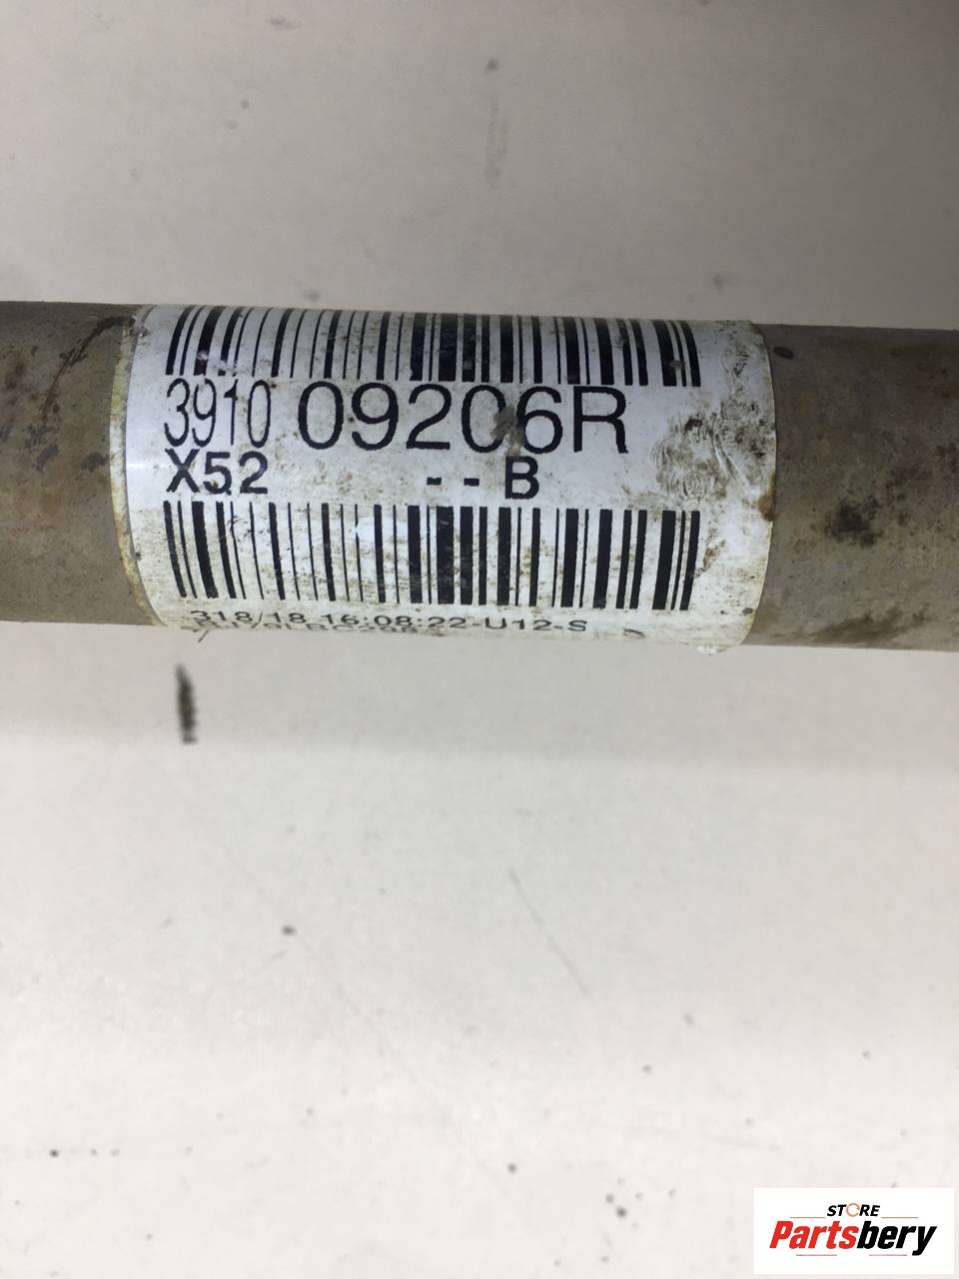 3910 09206R
X52 - - B
318/18 16:08:22-U12-S
STORE
Partsbery